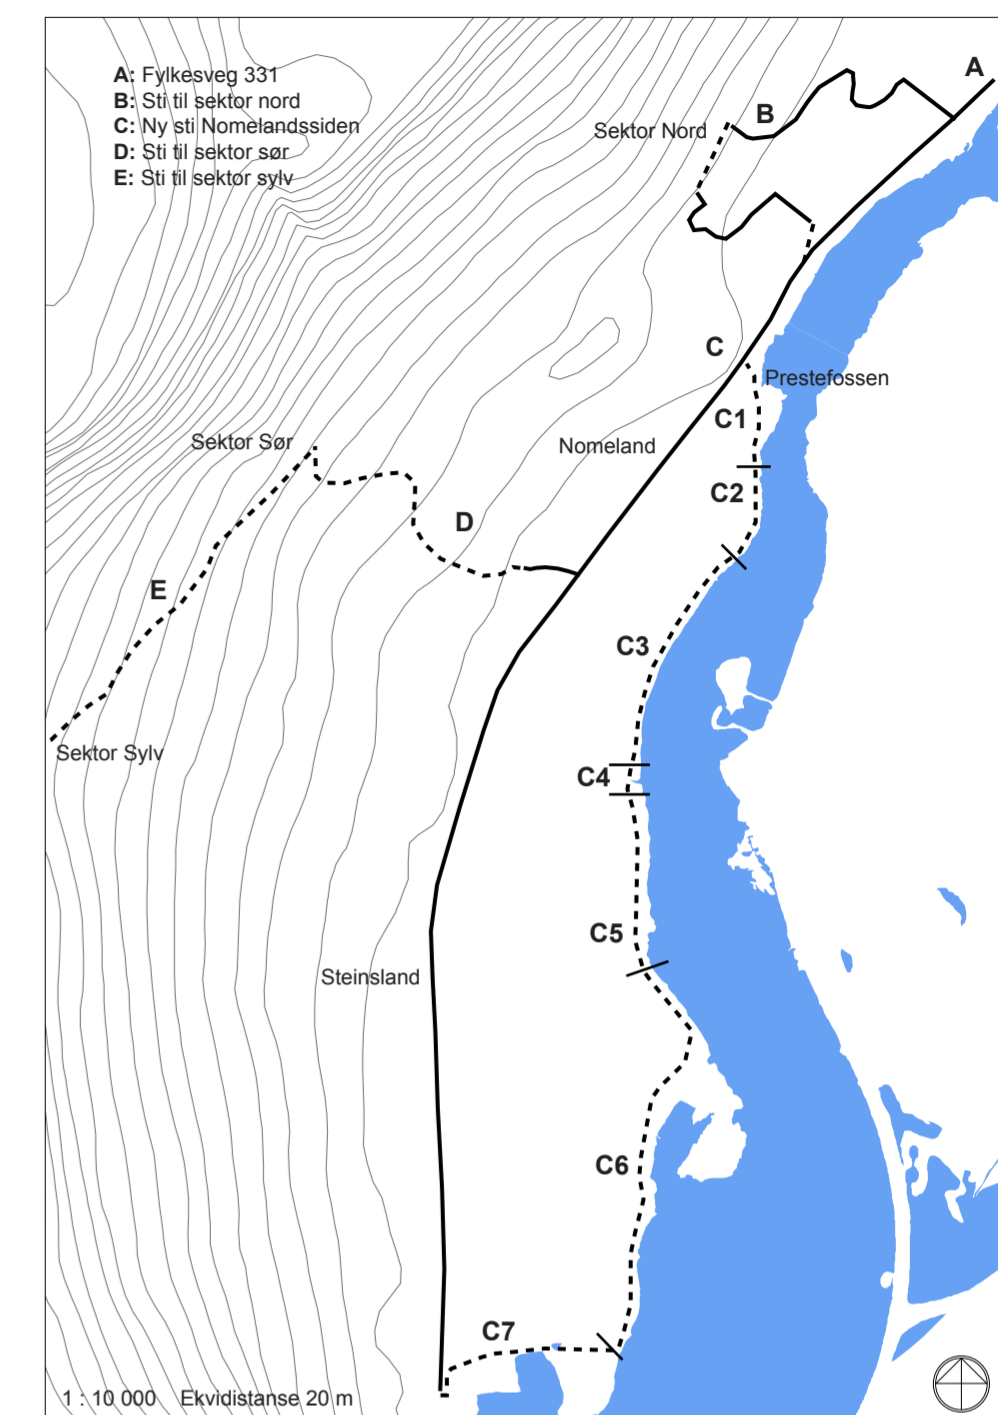 A: Fylkesveg 331
B: Sti til sektor nord
C: Ny sti Nomelandssiden
D: Sti til sektor sør
E: Sti til sektor sylv
A
B
Sektor Nord
C
Prestefossen
C1
Nomeland
Sektor Sør
C2
D
E
C3
Sektor Sylv
C4
C5
Steinsland
C6
C7
1 : 10 000 Ekvidistanse 20 m